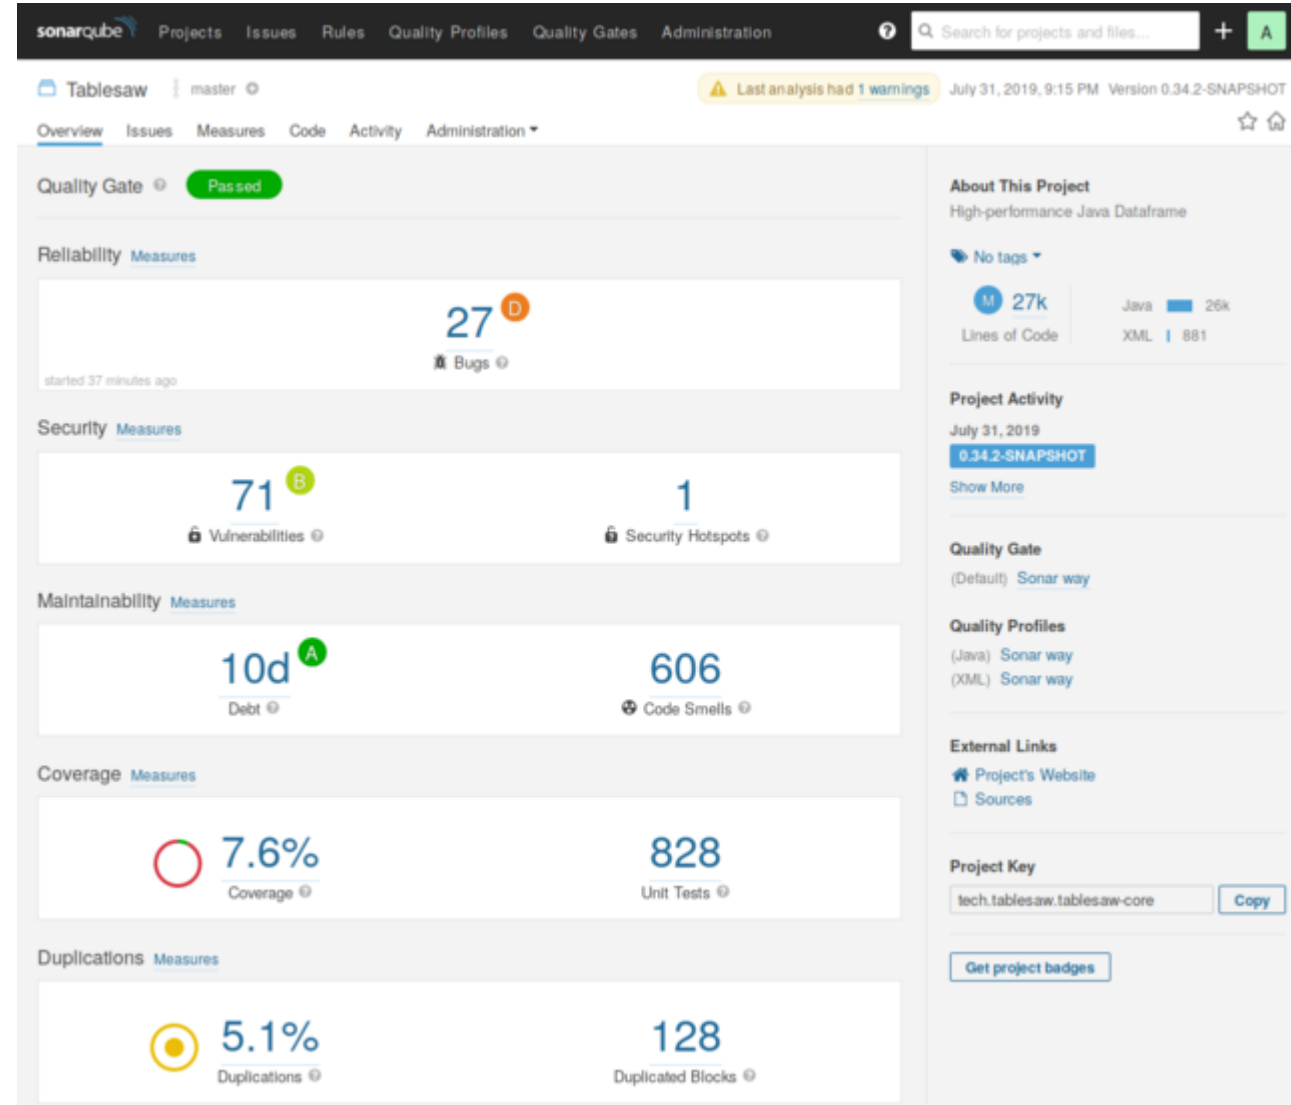 sonarqube Projects Issues Rules Quality Profiles Quality Gates Administration ? Search for projects and files... + A
Tablesaw master Last analysis had 1 warnings July 31, 2019, 9:15 PM Version 0.34.2-SNAPSHOT
Overview Issues Measures Code Activity Administration
Quality Gate Passed
Reliability Measures
27 D
Bugs
started 37 minutes ago
Security Measures
71 B 1
Vulnerabilities Security Hotspots
Maintainability Measures
10d A 606
Debt Code Smells
Coverage Measures
7.6% 828
Coverage Unit Tests
Duplications Measures
5.1% 128
Duplications Duplicated Blocks
About This Project
High-performance Java Dataframe
No tags
M 27k Java 26k
Lines of Code XML 881
Project Activity
July 31, 2019
0.34.2-SNAPSHOT
Show More
Quality Gate
(Default) Sonar way
Quality Profiles
(Java) Sonar way
(XML) Sonar way
External Links
Project's Website
Sources
Project Key
tech.tablesaw.tablesaw-core Copy
Get project badges